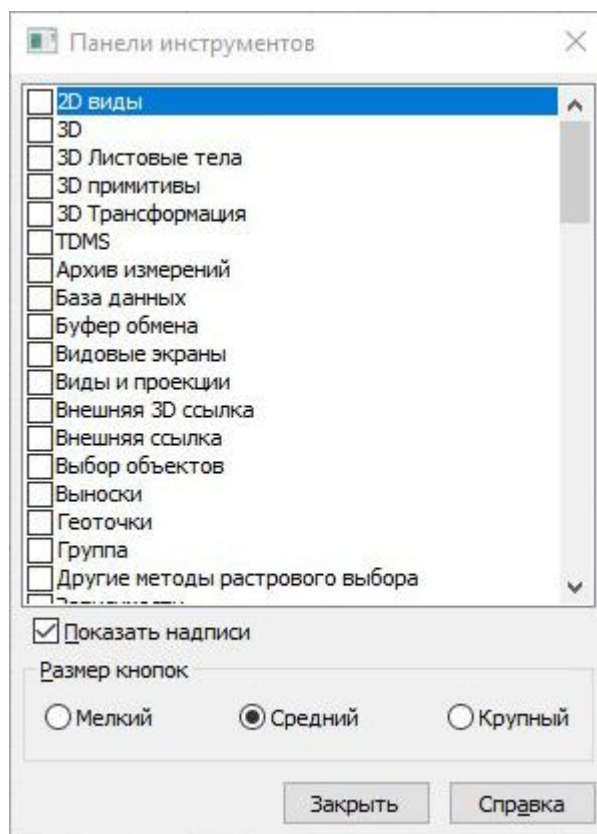 Панели инструментов
2D виды
3D
3D Листовые тела
3D примитивы
3D Трансформация
TDMS
Архив измерений
База данных
Буфер обмена
Видовые экраны
Виды и проекции
Внешняя 3D ссылка
Внешняя ссылка
Выбор объектов
Выноски
Геоточки
Группа
Другие методы растрового выбора
Показать надписи
Размер кнопок
Мелкий Средний Крупный
Закрыть Справка